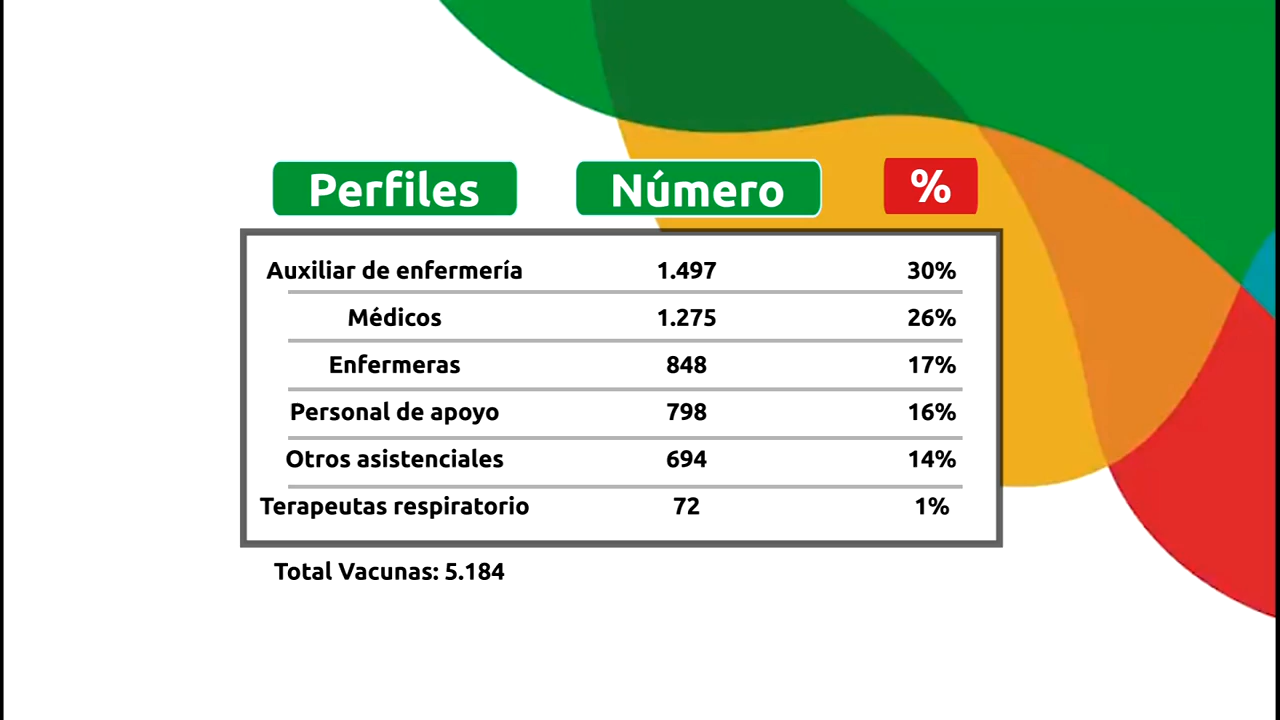 Perfiles Número %
Auxiliar de enfermería 1.497 30%
Médicos 1.275 26%
Enfermeras 848 17%
Personal de apoyo 798 16%
Otros asistenciales 694 14%
Terapeutas respiratorio 72 1%
Total Vacunas: 5.184